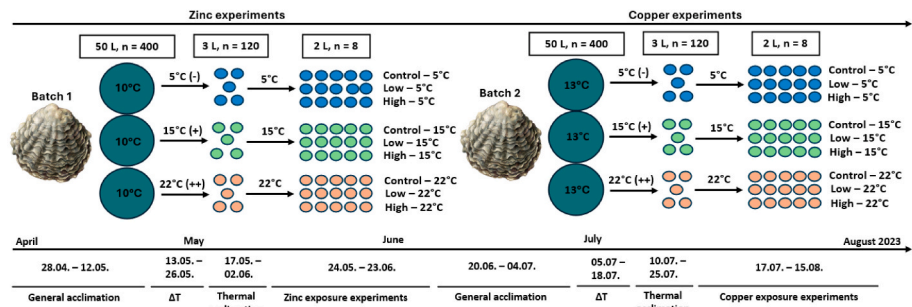 Zinc experiments
Copper experiments
50 L, n = 400
3 L, n = 120
2 L, n = 8
50 L, n = 400
3 L, n = 120
2 L, n = 8
Batch 1
10°C
5°C (-)
5°C
Control – 5°C
Low – 5°C
High – 5°C
10°C
15°C (+)
15°C
Control – 15°C
Low – 15°C
High – 15°C
10°C
22°C (++)
22°C
Control – 22°C
Low – 22°C
High – 22°C
Batch 2
13°C
5°C (-)
5°C
Control – 5°C
Low – 5°C
High – 5°C
13°C
15°C (+)
15°C
Control – 15°C
Low – 15°C
High – 15°C
13°C
22°C (++)
22°C
Control – 22°C
Low – 22°C
High – 22°C
April
May
June
July
August 2023
28.04. – 12.05.
13.05. –
26.05.
17.05. –
02.06.
24.05. – 23.06.
20.06. – 04.07.
05.07 –
18.07.
10.07. –
25.07.
17.07. – 15.08.
General acclimation
ΔT
Thermal
Zinc exposure experiments
General acclimation
ΔT
Thermal
Copper exposure experiments